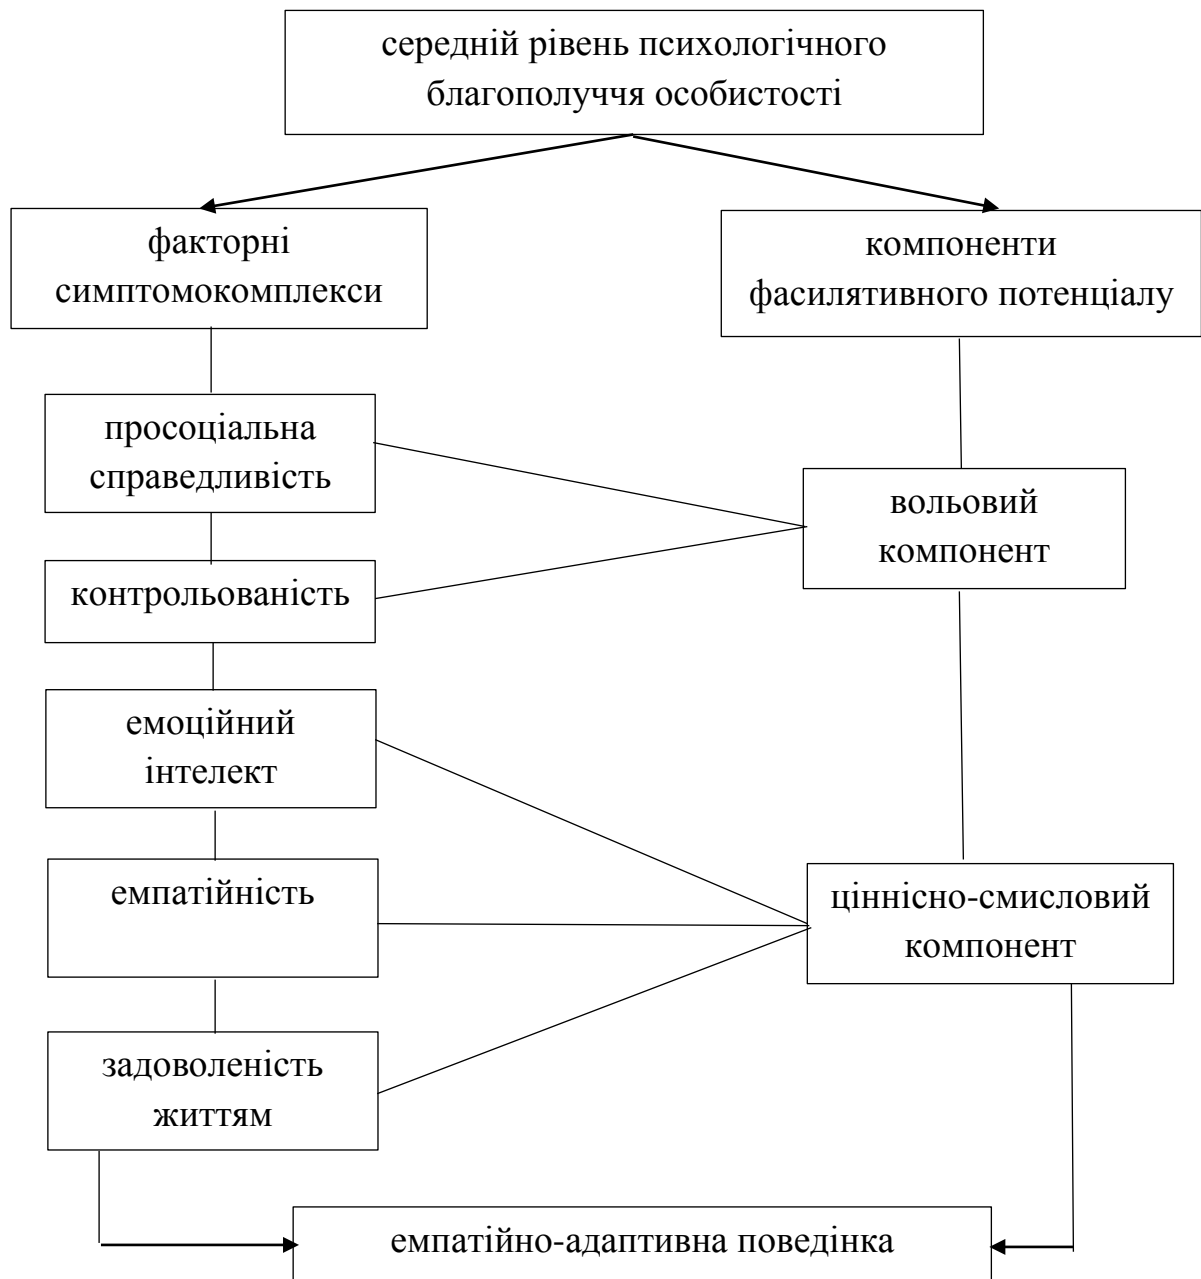 середній рівень психологічного
благополуччя особистості
факторні
симптомокомплекси
компоненти
фасилятивного потенціалу
просоціальна
справедливість
вольовий
компонент
контрольованість
емоційний
інтелект
емпатійність
ціннісно-смисловий
компонент
задоволеність
життям
емпатійно-адаптивна поведінка